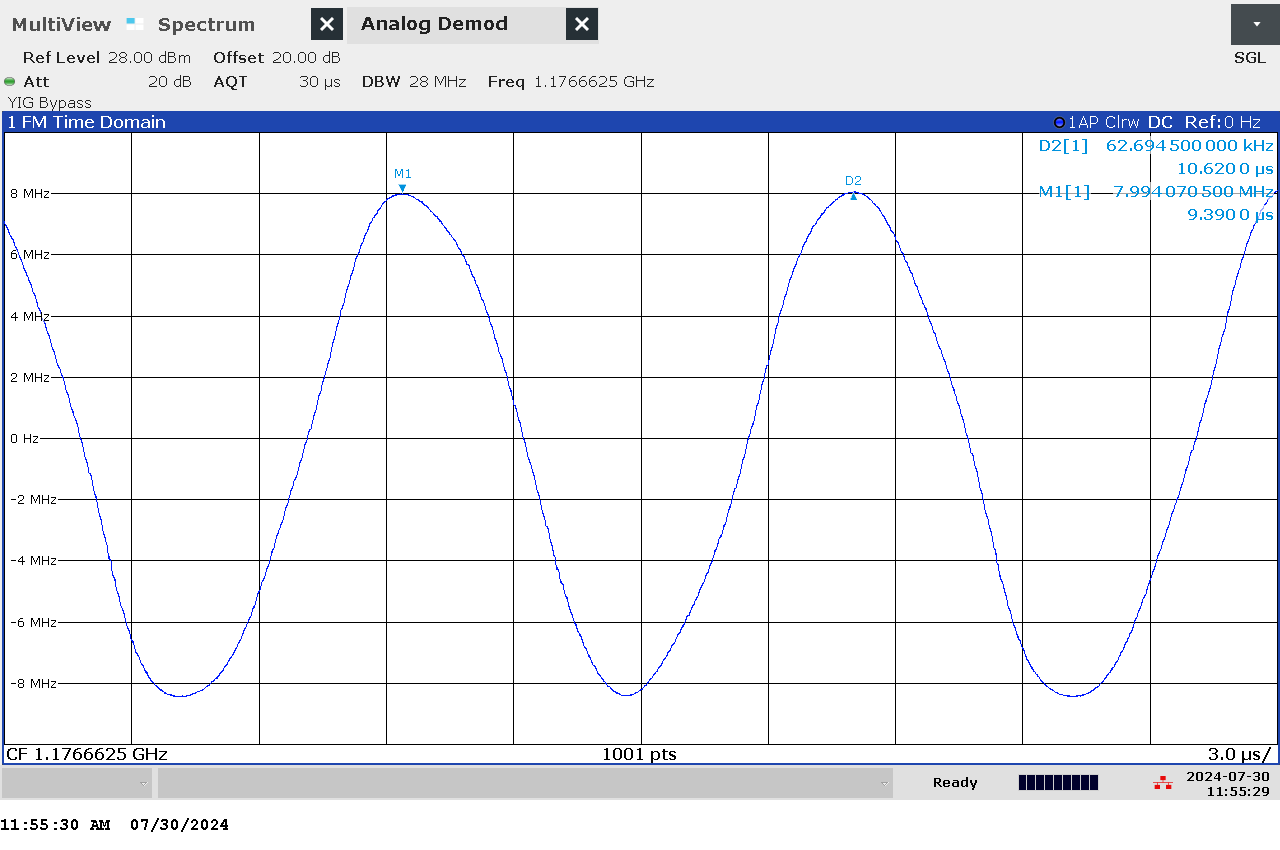 MultiView Spectrum Analog Demod
Ref Level 28.00 dBm Offset 20.00 dB SGL
Att 20 dB AQT 30 µs DBW 28 MHz Freq 1.1766625 GHz
YIG Bypass
1 FM Time Domain 1AP Clrw DC Ref:0 Hz
D2[1] 62.694 500 000 kHz
10.620 0 µs
M1[1] 7.994 070 500 MHz
9.390 0 µs
M1
D2
8 MHz
6 MHz
4 MHz
2 MHz
0 Hz
-2 MHz
-4 MHz
-6 MHz
-8 MHz
CF 1.1766625 GHz 1001 pts 3.0 µs/
Ready 2024-07-30
11:55:29
11:55:30 AM 07/30/2024